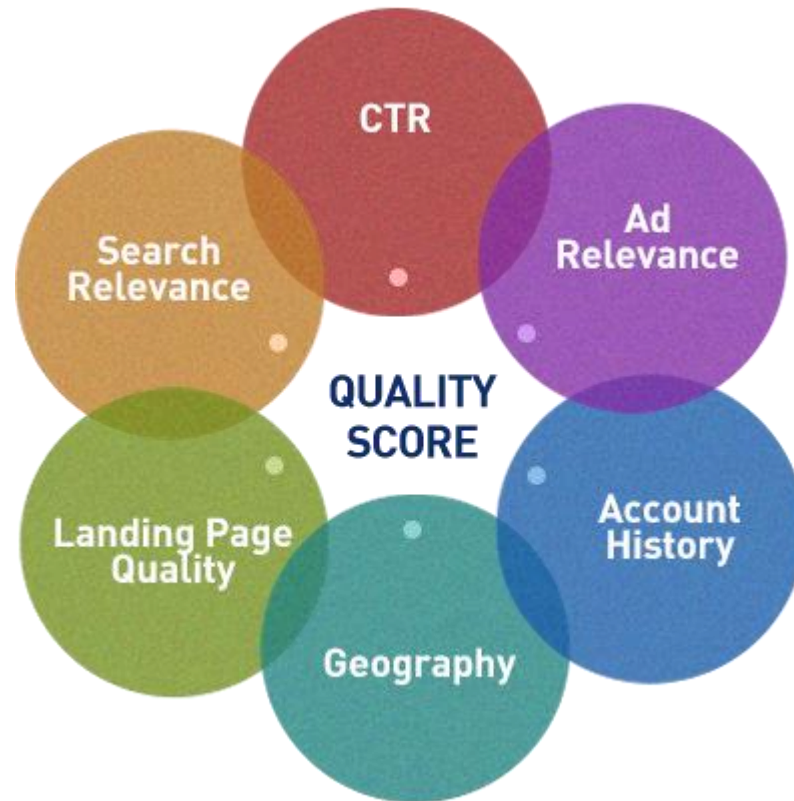 CTR
Ad
Relevance
Search
Relevance
QUALITY
SCORE
Account
History
Landing Page
Quality
Geography